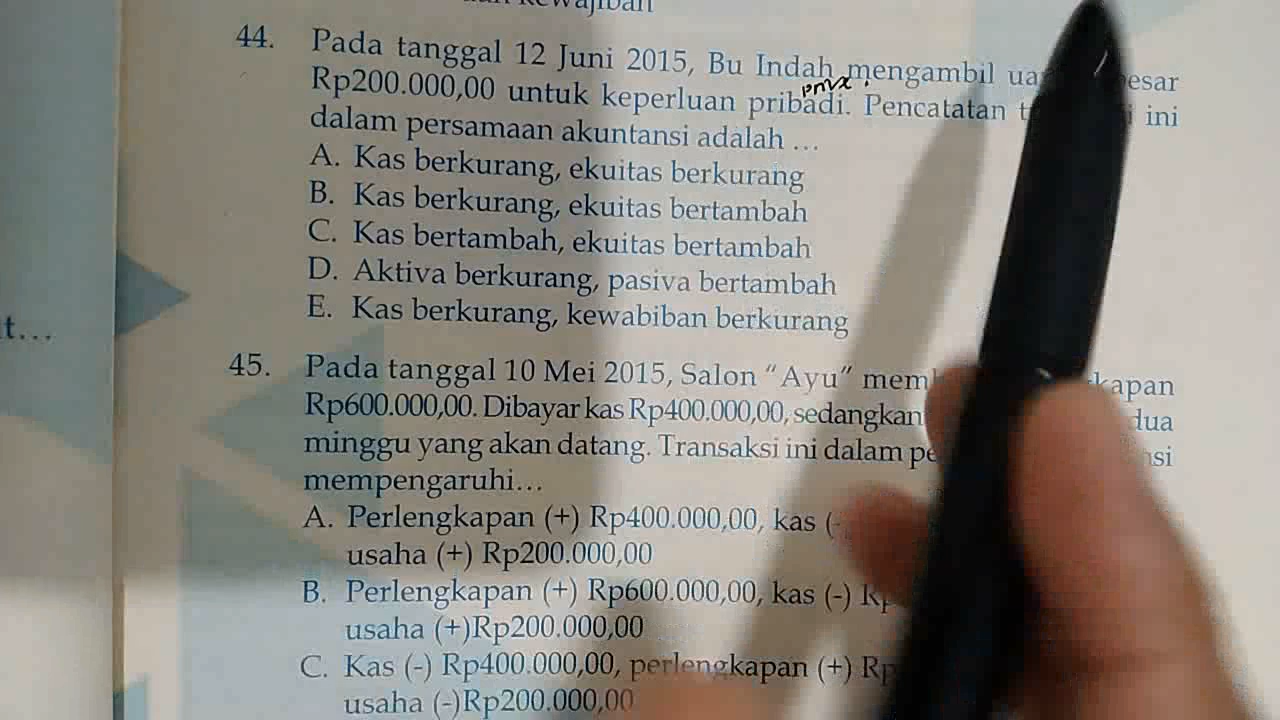 kewajiban
44. Pada tanggal 12 Juni 2015, Bu Indah mengambil
Rp200.000,00 untuk keperluan pribadi. Pencatatan ini
prive
dalam persamaan akuntansi adalah ...
A. Kas berkurang, ekuitas berkurang
B. Kas berkurang, ekuitas bertambah
C. Kas bertambah, ekuitas bertambah
D. Aktiva berkurang, pasiva bertambah
E. Kas berkurang, kewabiban berkurang
t...
45. Pada tanggal 10 Mei 2015, Salon "Ayu"
Rp600.000,00. Dibayar kas Rp400.000,00, sedangkan dua
minggu yang akan datang. Transaksi ini dalam
mempengaruhi...
A. Perlengkapan (+) Rp400.000,00, kas
usaha (+) Rp200.000,00
B. Perlengkapan (+) Rp600.000,00, kas (-)
usaha (+)Rp200.000,00
C. Kas (-) Rp400.000,00, perlengkapan (+)
usaha (-)Rp200.000,00